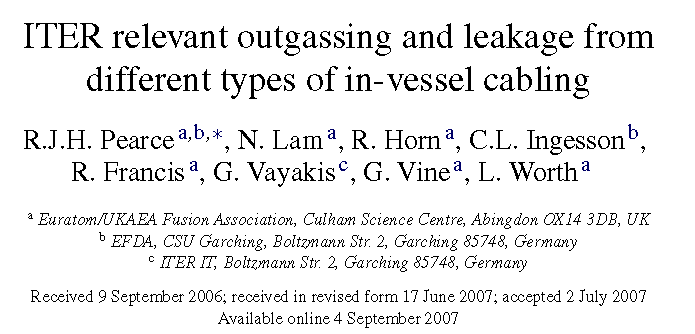 ITER relevant outgassing and leakage from
different types of in-vessel cabling
R.J.H. Pearce a,b,*, N. Lam a, R. Horn a, C.L. Ingesson b,
R. Francis a, G. Vayakis c, G. Vine a, L. Worth a
a Euratom/UKAEA Fusion Association, Culham Science Centre, Abingdon OX14 3DB, UK
b EFDA, CSU Garching, Boltzmann Str. 2, Garching 85748, Germany
c ITER IT, Boltzmann Str. 2, Garching 85748, Germany
Received 9 September 2006; received in revised form 17 June 2007; accepted 2 July 2007
Available online 4 September 2007